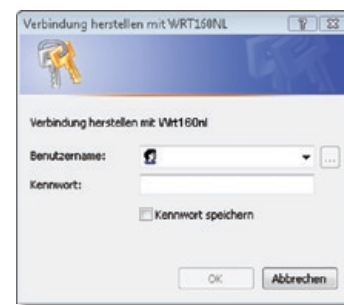 Verbindung herstellen mit WRT160NL
Verbindung herstellen mit Wrt160nl
Benutzername:
...
Kennwort:
Kennwort speichern
OK
Abbrechen